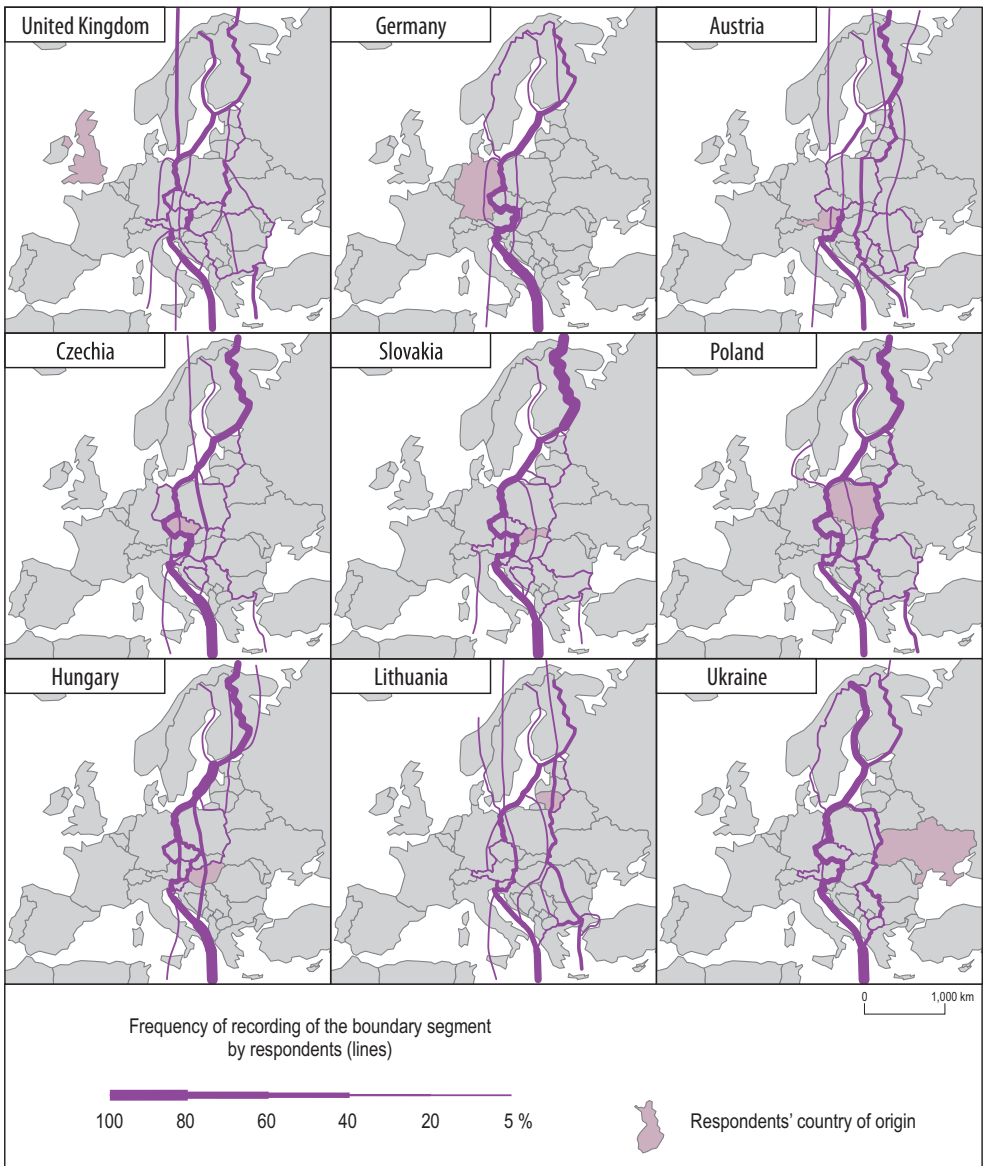 United Kingdom
Germany
Austria
Czechia
Slovakia
Poland
Hungary
Lithuania
Ukraine
0 1,000 km
Frequency of recording of the boundary segment
by respondents (lines)
100 80 60 40 20 5 %
Respondents' country of origin